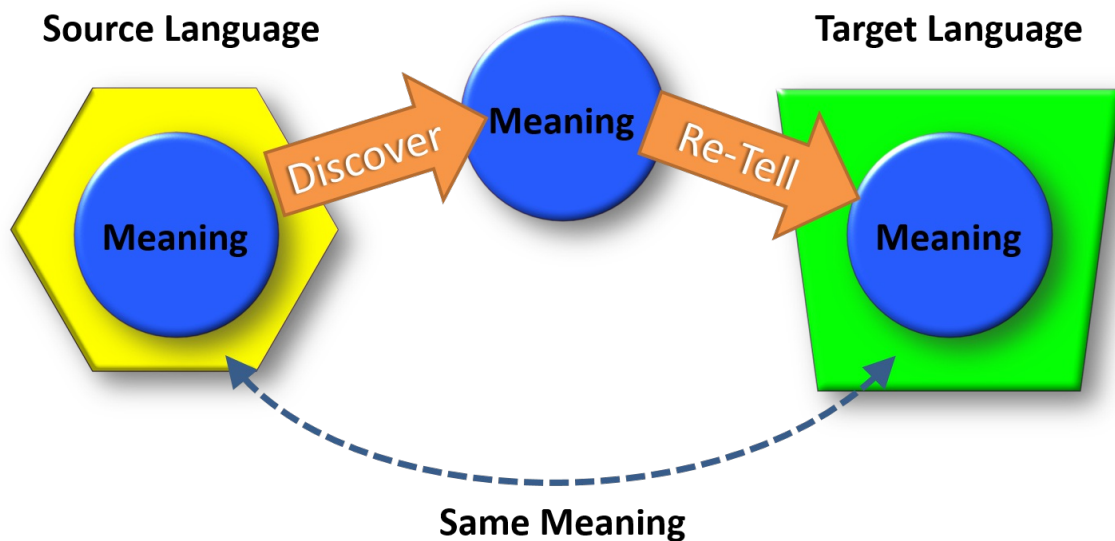 Source Language
Target Language
Meaning
Discover
Meaning
Re-Tell
Meaning
Same Meaning